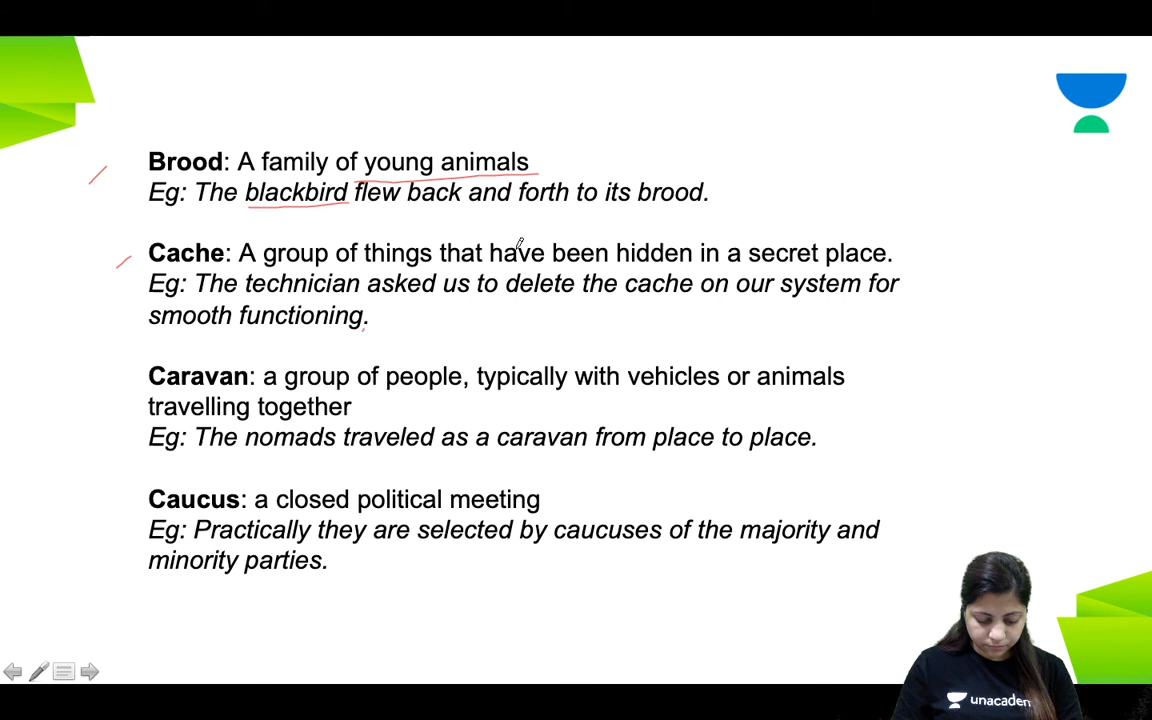 Brood: A family of young animals
Eg: The blackbird flew back and forth to its brood.
Cache: A group of things that have been hidden in a secret place.
Eg: The technician asked us to delete the cache on our system for
smooth functioning.
Caravan: a group of people, typically with vehicles or animals
travelling together
Eg: The nomads traveled as a caravan from place to place.
Caucus: a closed political meeting
Eg: Practically they are selected by caucuses of the majority and
minority parties.
unacaden